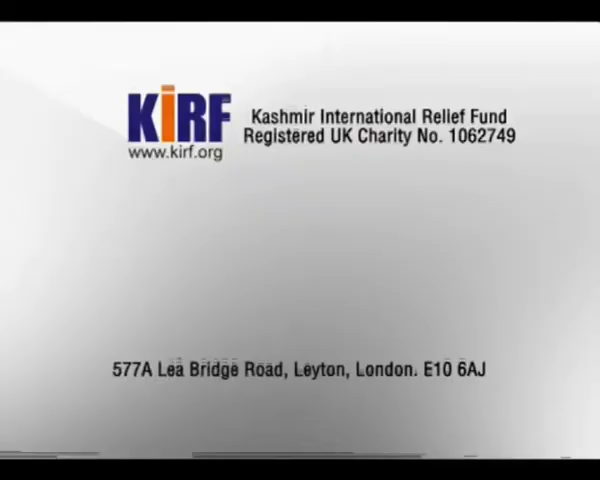 KiRF
www.kirf.org
Kashmir International Relief Fund
Registered UK Charity No. 1062749
577A Lea Bridge Road, Leyton, London. E10 6AJ